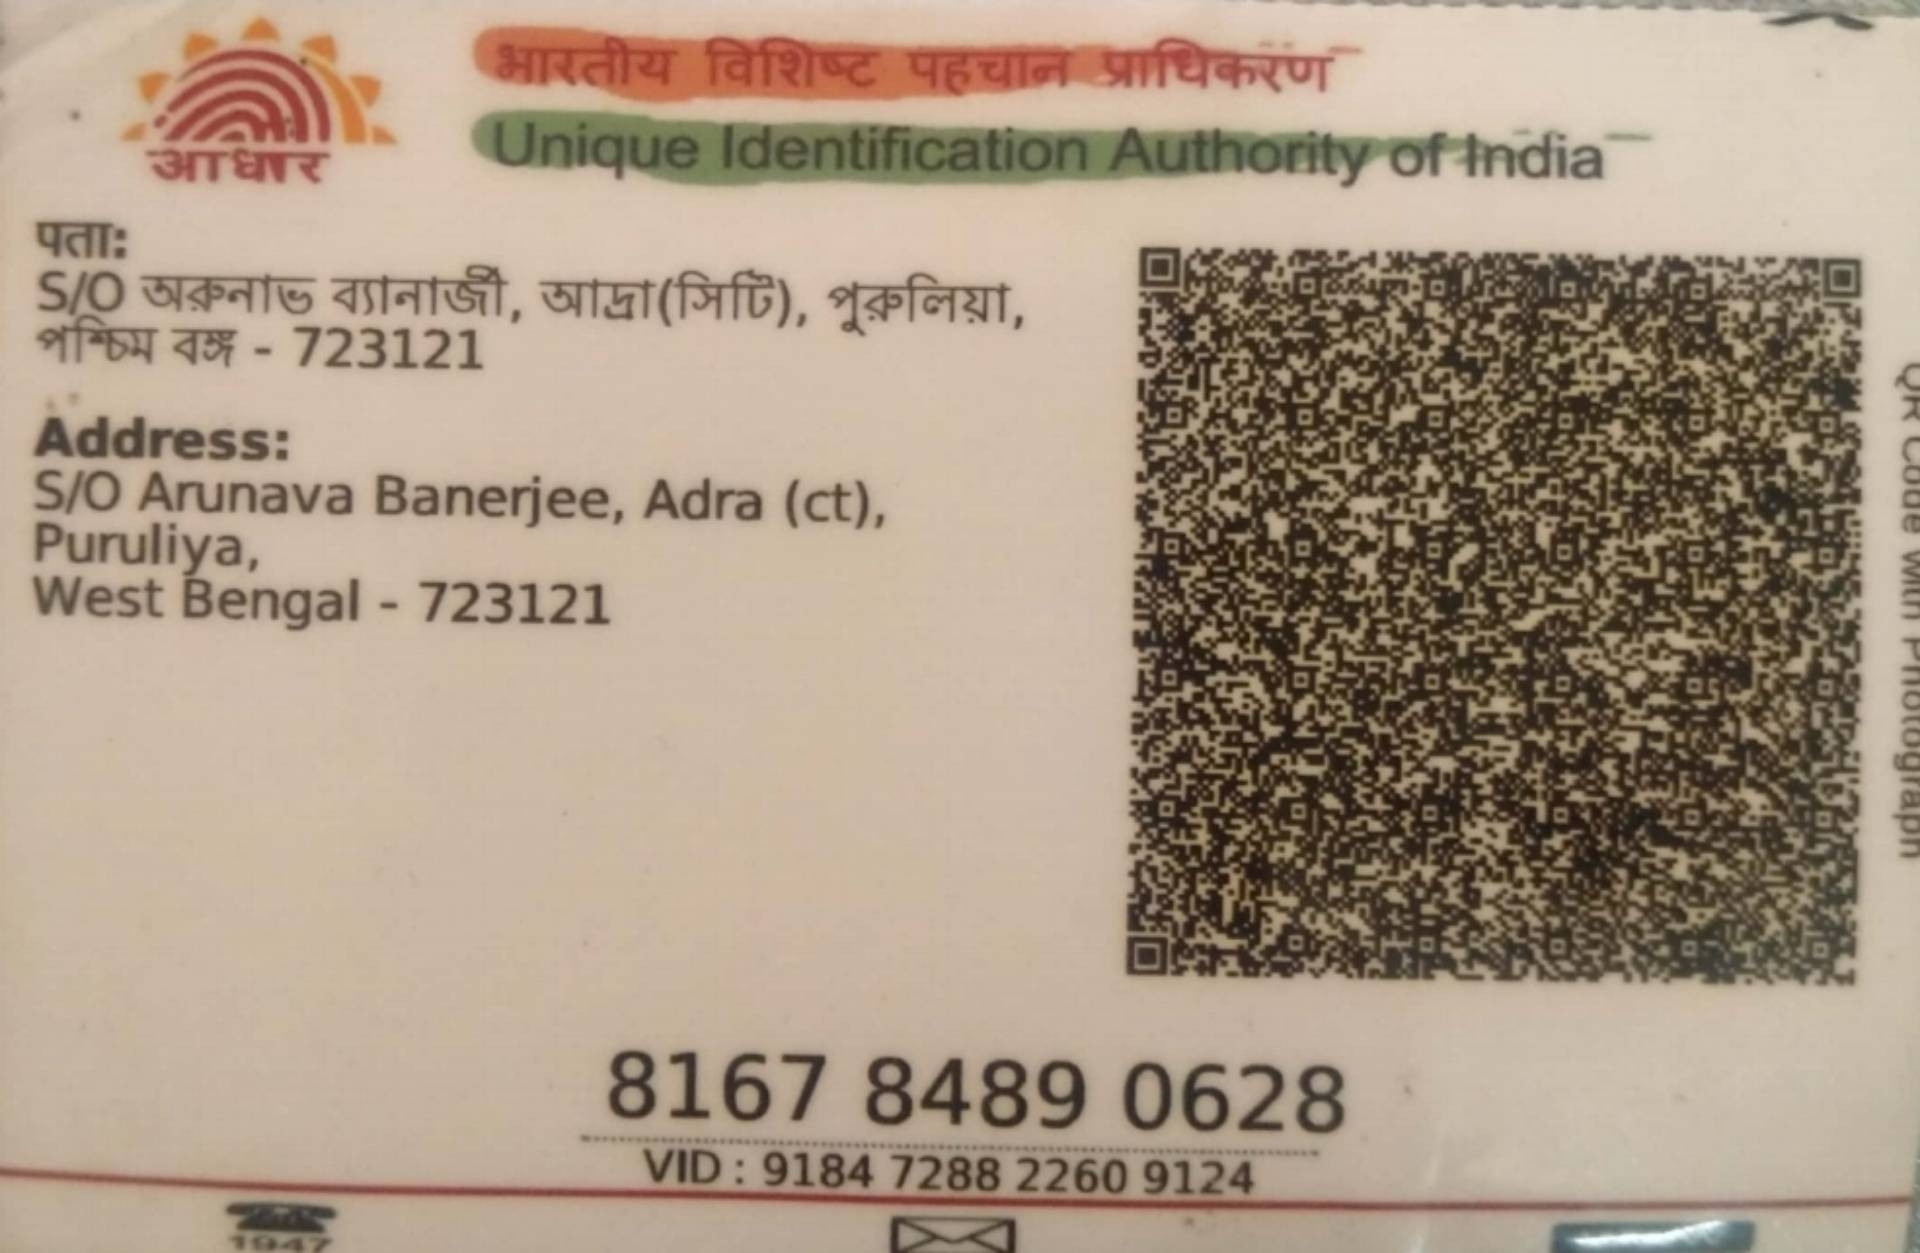 आधार
भारतीय विशिष्ट पहचान प्राधिकरण
Unique Identification Authority of India
पता:
S/O অরুনাভ ব্যানার্জী, আদ্রা(সিটি), পুরুলিয়া,
পশ্চিম বঙ্গ - 723121
Address:
S/O Arunava Banerjee, Adra (ct),
Puruliya,
West Bengal - 723121
QR Code with Photograph
8167 8489 0628
VID : 9184 7288 2260 9124
1947